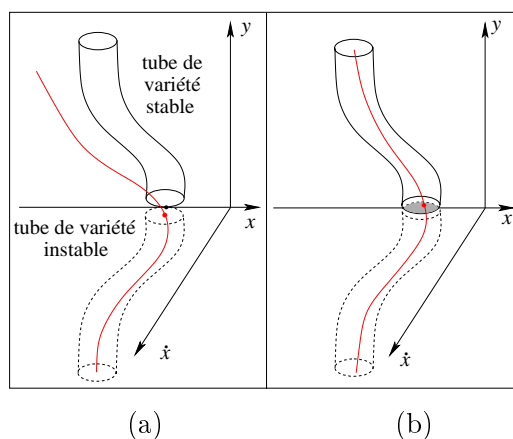 y
tube de
variété
stable
x
tube de variété
instable
ẋ
(a)
y
x
ẋ
(b)